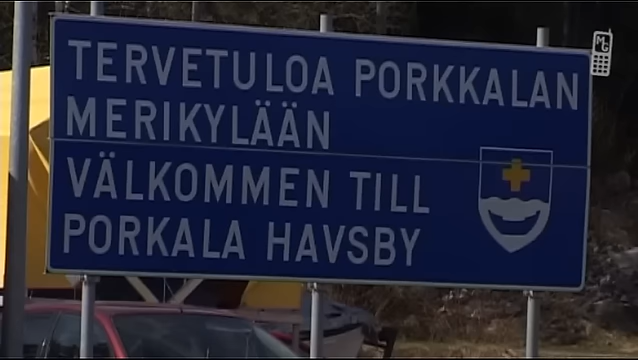 TERVETULOA PORKKALAN
MERIKYLÄÄN
VÄLKOMMEN TILL
PORKALA HAVSBY